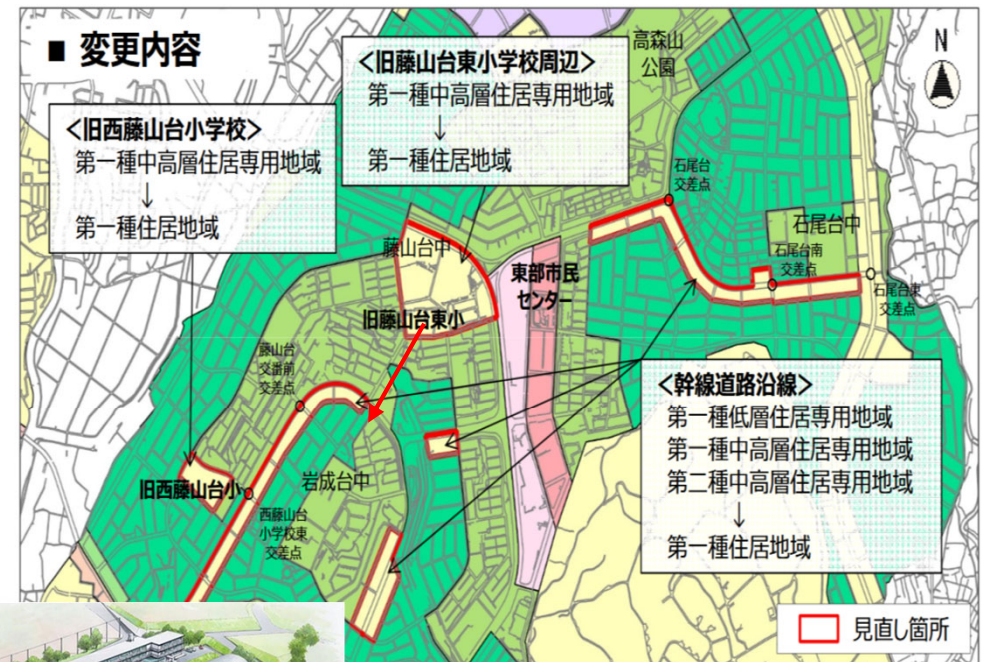 ■ 変更内容
<旧西藤山台小学校>
第一種中高層住居専用地域
↓
第一種住居地域
<旧藤山台東小学校周辺>
第一種中高層住居専用地域
↓
第一種住居地域
高森山
公園
N
石尾台
交差点
石尾台中
石尾台南
交差点
石尾台東
交差点
藤山台中
東部市民
センター
旧藤山台東小
藤山台
交番前
交差点
岩成台中
旧西藤山台小
西藤山台
小学校東
交差点
<幹線道路沿線>
第一種低層住居専用地域
第一種中高層住居専用地域
第二種中高層住居専用地域
↓
第一種住居地域
見直し箇所